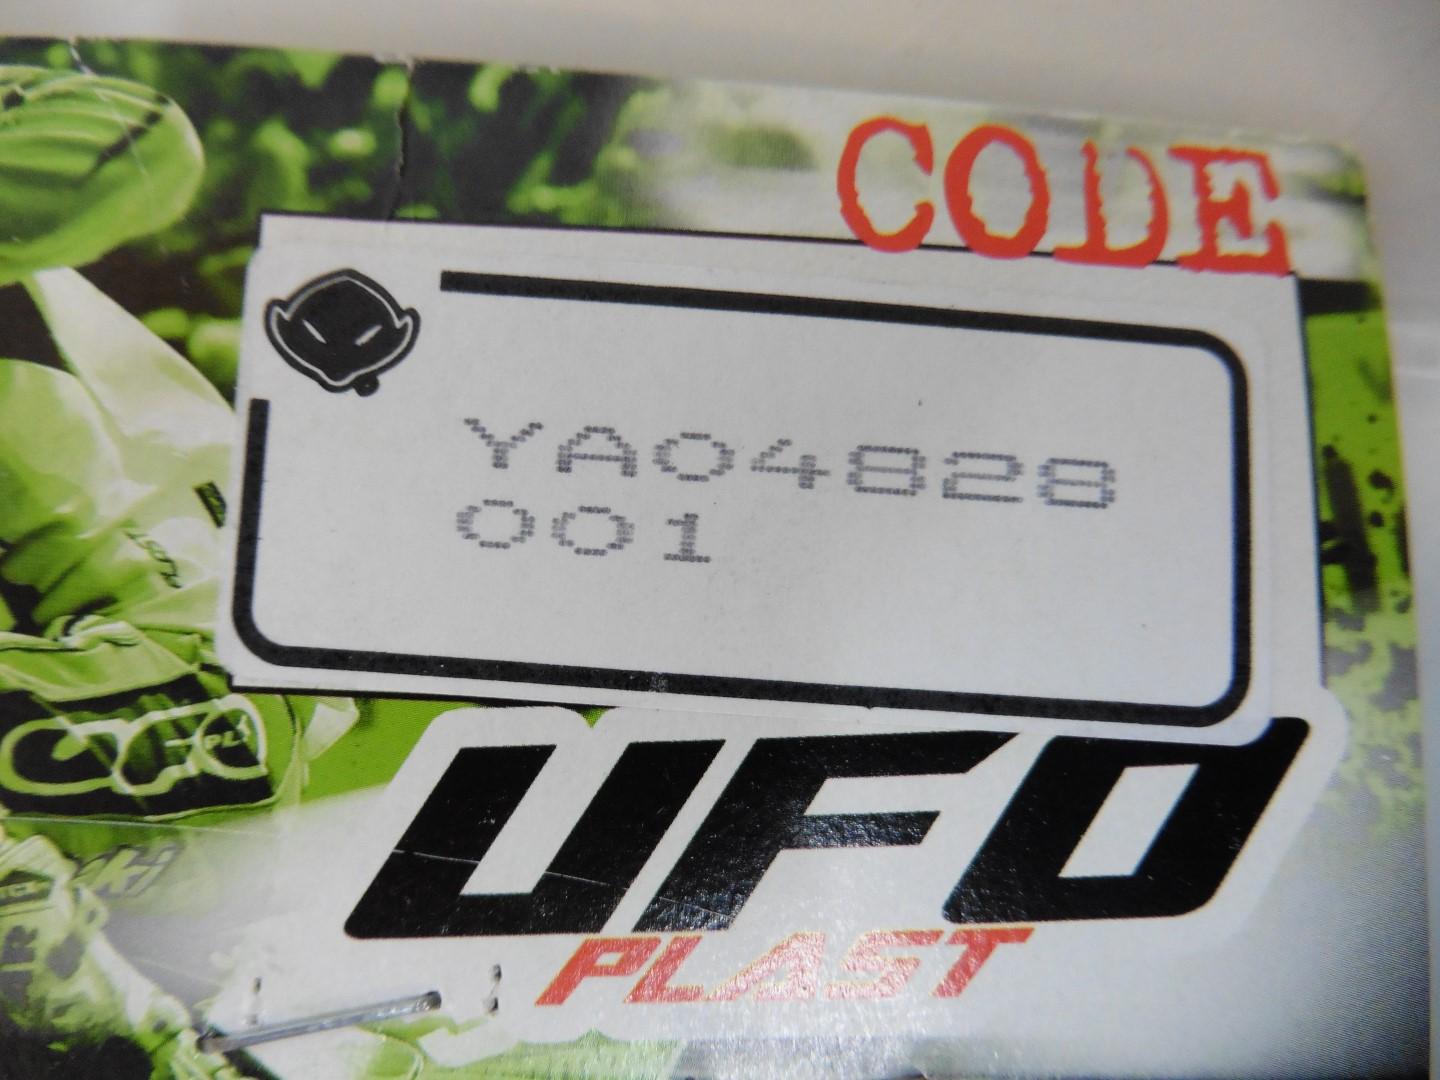 CODE
YA04828
001
UFO
PLAST